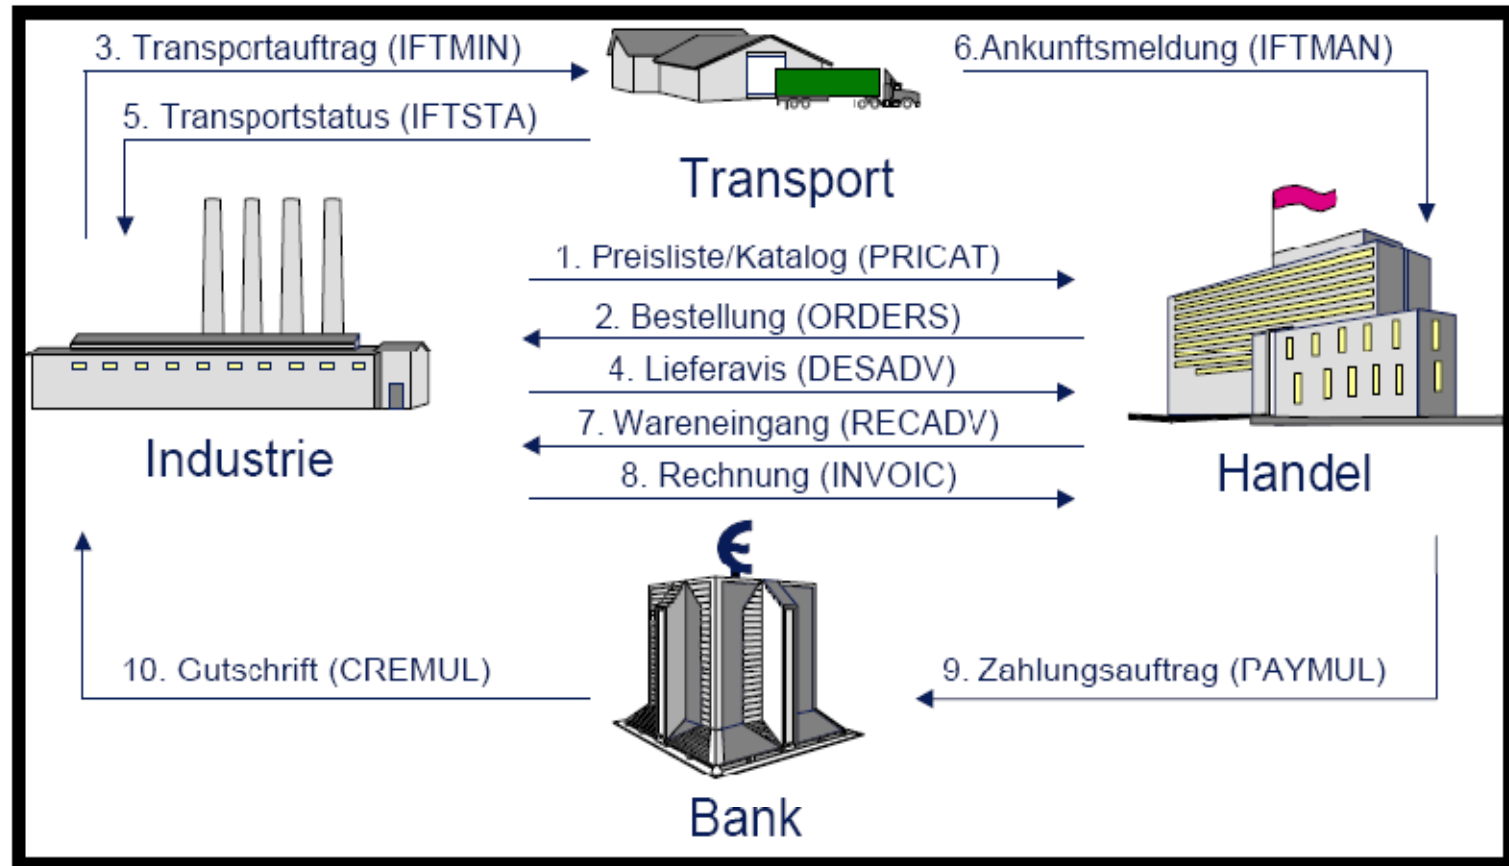 3. Transportauftrag (IFTMIN)
6.Ankunftsmeldung (IFTMAN)
5. Transportstatus (IFTSTA)
Transport
1. Preisliste/Katalog (PRICAT)
2. Bestellung (ORDERS)
4. Lieferavis (DESADV)
7. Wareneingang (RECADV)
8. Rechnung (INVOIC)
Industrie
Handel
€
10. Gutschrift (CREMUL)
9. Zahlungsauftrag (PAYMUL)
Bank